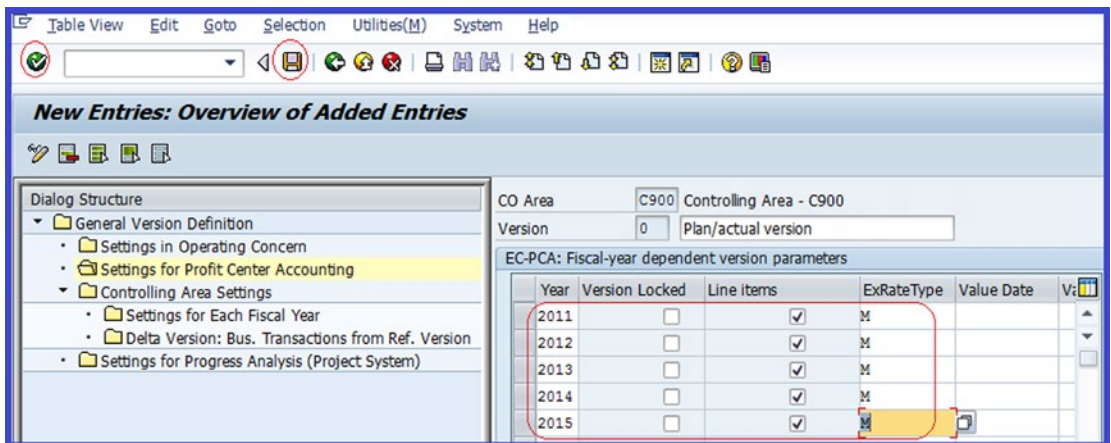 Table View Edit Goto Selection Utilities(M) System Help
New Entries: Overview of Added Entries
Dialog Structure
General Version Definition
Settings in Operating Concern
Settings for Profit Center Accounting
Controlling Area Settings
Settings for Each Fiscal Year
Delta Version: Bus. Transactions from Ref. Version
Settings for Progress Analysis (Project System)
CO Area C900 Controlling Area - C900
Version 0 Plan/actual version
EC-PCA: Fiscal-year dependent version parameters
Year Version Locked Line items ExRateType Value Date
2011 M
2012 M
2013 M
2014 M
2015 M